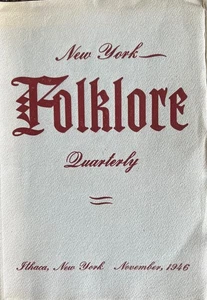 New York
Folklore
Quarterly
Ithaca, New York November, 1946